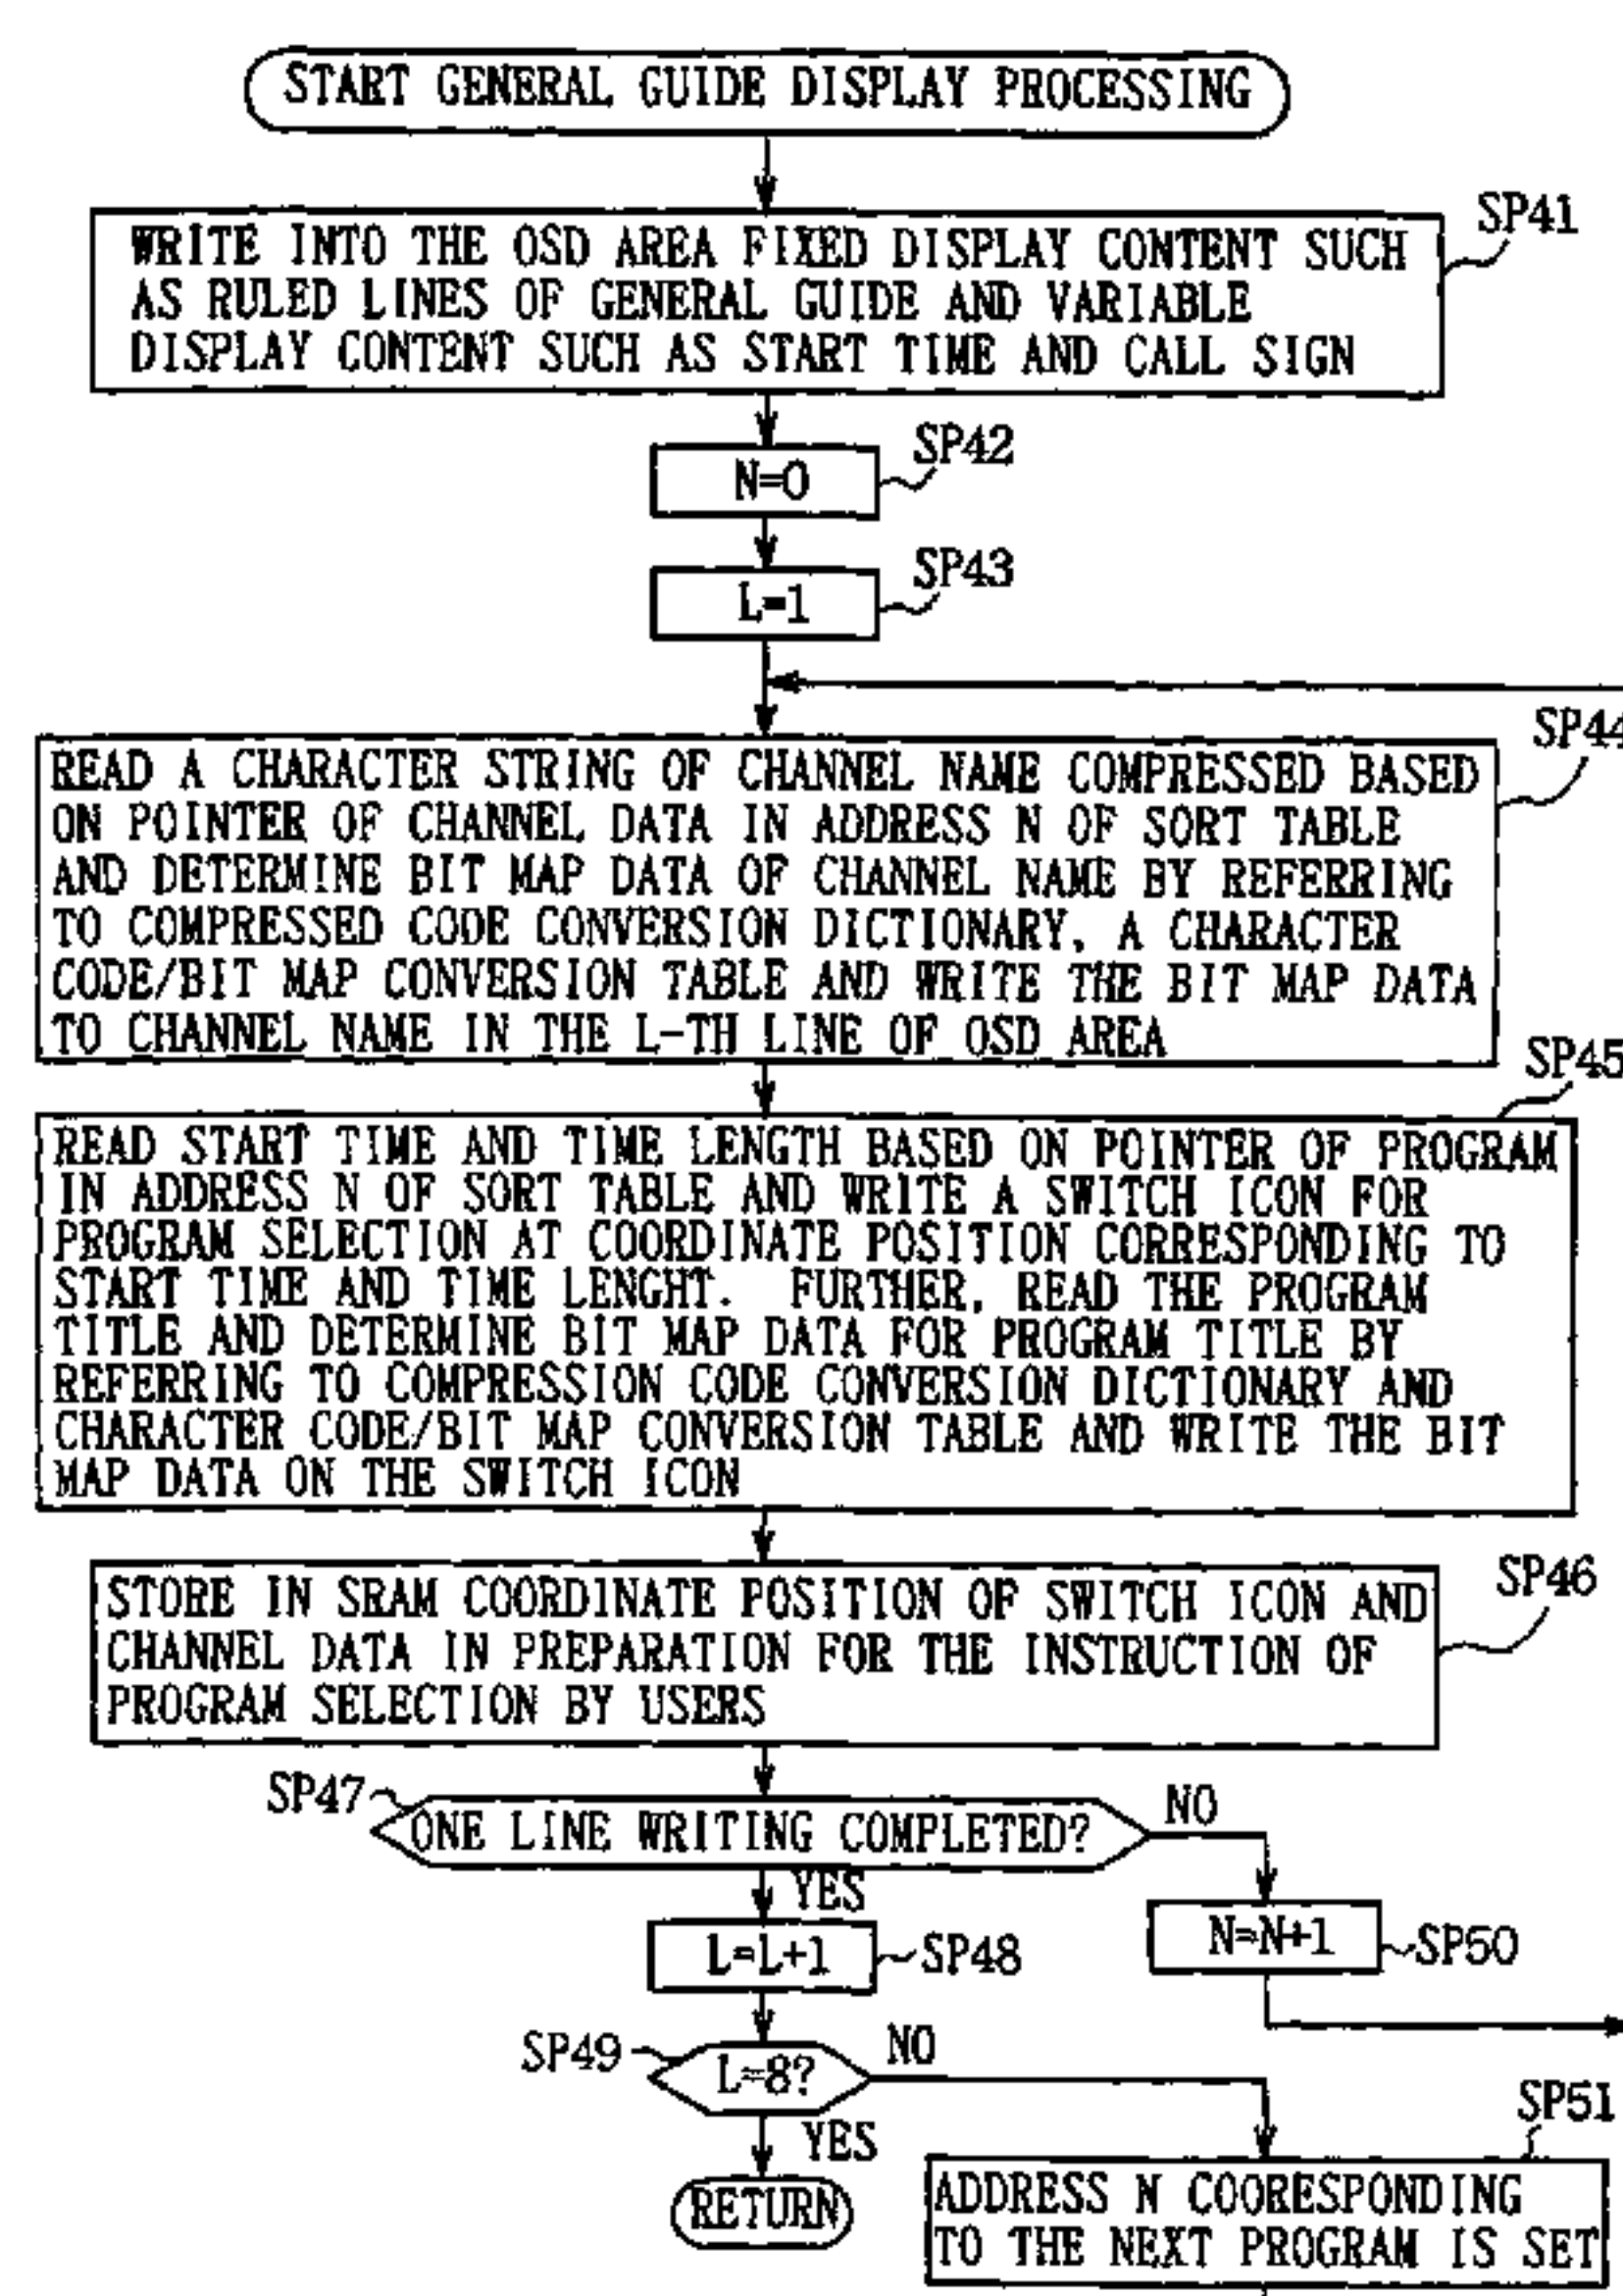 START GENERAL GUIDE DISPLAY PROCESSING
SP41
WRITE INTO THE OSD AREA FIXED DISPLAY CONTENT SUCH
AS RULED LINES OF GENERAL GUIDE AND VARIABLE
DISPLAY CONTENT SUCH AS START TIME AND CALL SIGN
SP42
N=0
SP43
L=1
SP44
READ A CHARACTER STRING OF CHANNEL NAME COMPRESSED BASED
ON POINTER OF CHANNEL DATA IN ADDRESS N OF SORT TABLE
AND DETERMINE BIT MAP DATA OF CHANNEL NAME BY REFERRING
TO COMPRESSED CODE CONVERSION DICTIONARY, A CHARACTER
CODE/BIT MAP CONVERSION TABLE AND WRITE THE BIT MAP DATA
TO CHANNEL NAME IN THE L-TH LINE OF OSD AREA
SP45
READ START TIME AND TIME LENGTH BASED ON POINTER OF PROGRAM
IN ADDRESS N OF SORT TABLE AND WRITE A SWITCH ICON FOR
PROGRAM SELECTION AT COORDINATE POSITION CORRESPONDING TO
START TIME AND TIME LENGHT. FURTHER, READ THE PROGRAM
TITLE AND DETERMINE BIT MAP DATA FOR PROGRAM TITLE BY
REFERRING TO COMPRESSION CODE CONVERSION DICTIONARY AND
CHARACTER CODE/BIT MAP CONVERSION TABLE AND WRITE THE BIT
MAP DATA ON THE SWITCH ICON
SP46
STORE IN SRAM COORDINATE POSITION OF SWITCH ICON AND
CHANNEL DATA IN PREPARATION FOR THE INSTRUCTION OF
PROGRAM SELECTION BY USERS
SP47
ONE LINE WRITING COMPLETED?
NO
YES
L=L+1
SP48
N=N+1
SP50
SP49
L=8?
NO
YES
RETURN
SP51
ADDRESS N COORESPONDING
TO THE NEXT PROGRAM IS SET